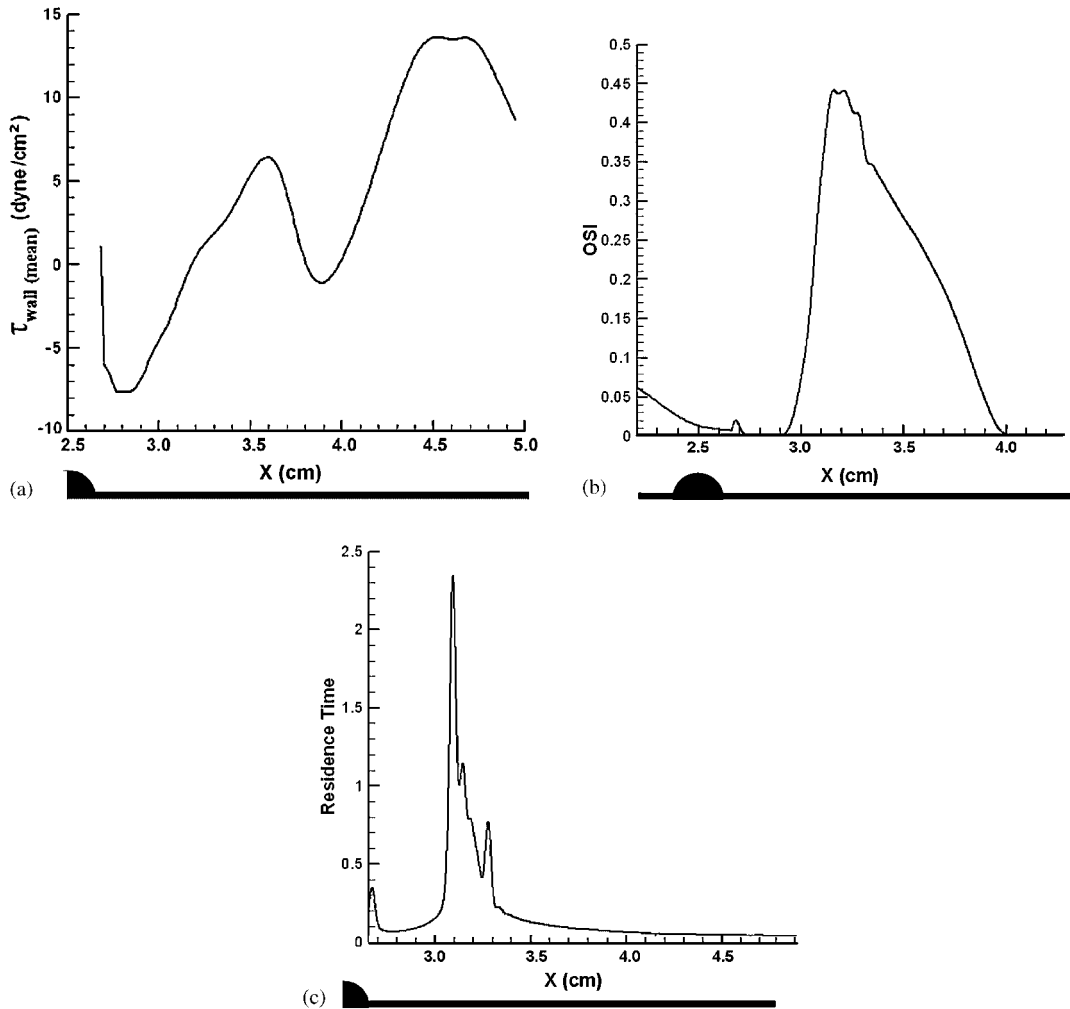 15
10
5
0
-5
-10
τwall (mean) (dyne/cm²)
2.5 3.0 3.5 4.0 4.5 5.0
X (cm)
(a)
0.5
0.45
0.4
0.35
0.3
0.25
0.2
0.15
0.1
0.05
0
OSI
2.5 3.0 3.5 4.0
X (cm)
(b)
2.5
2
1.5
1
0.5
0
Residence Time
3.0 3.5 4.0 4.5
X (cm)
(c)